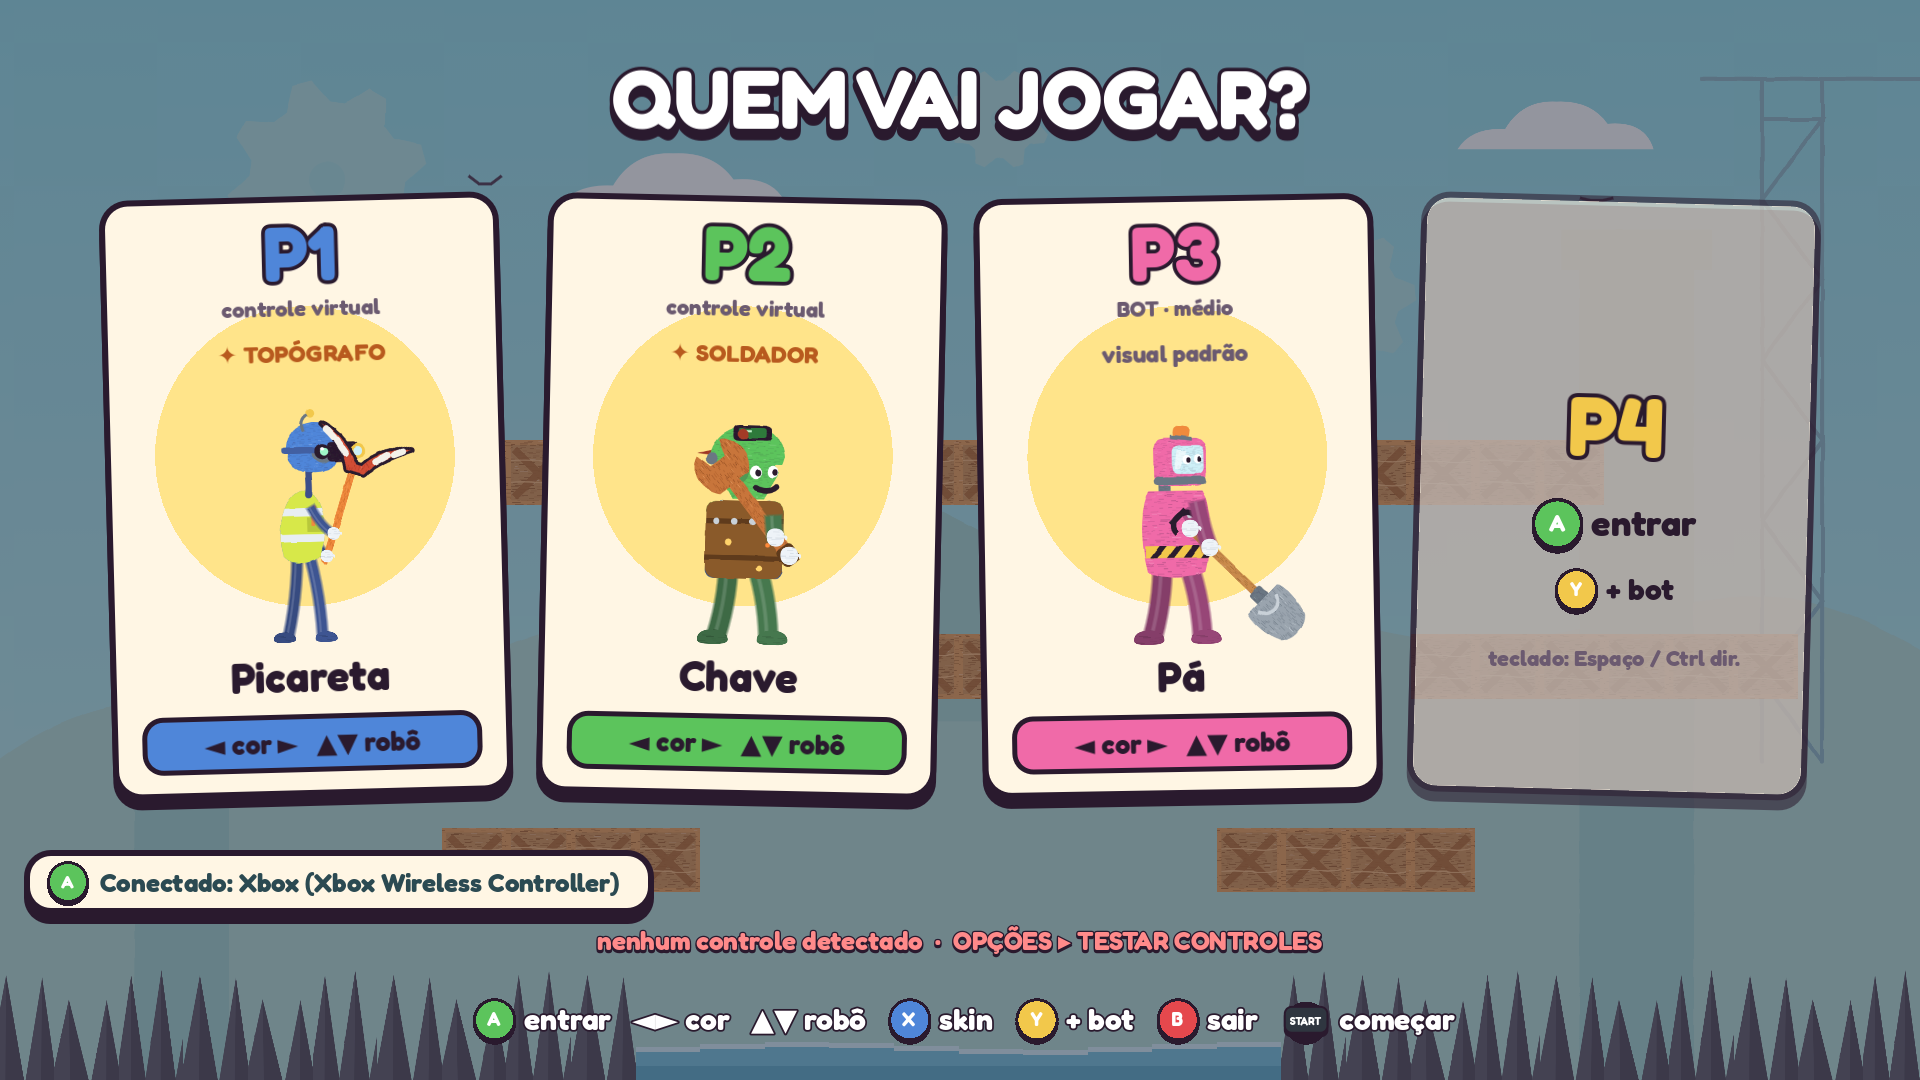 QUEM VAI JOGAR?
P1
controle virtual
✦ TOPÓGRAFO
Picareta
◄ cor ► ▲▼ robô
P2
controle virtual
✦ SOLDADOR
Chave
◄ cor ► ▲▼ robô
P3
BOT · médio
visual padrão
Pá
◄ cor ► ▲▼ robô
P4
A entrar
Y + bot
teclado: Espaço / Ctrl dir.
A Conectado: Xbox (Xbox Wireless Controller)
nenhum controle detectado · OPÇÕES ▸ TESTAR CONTROLES
A entrar ◄► cor ▲▼ robô X skin Y + bot B sair START começar